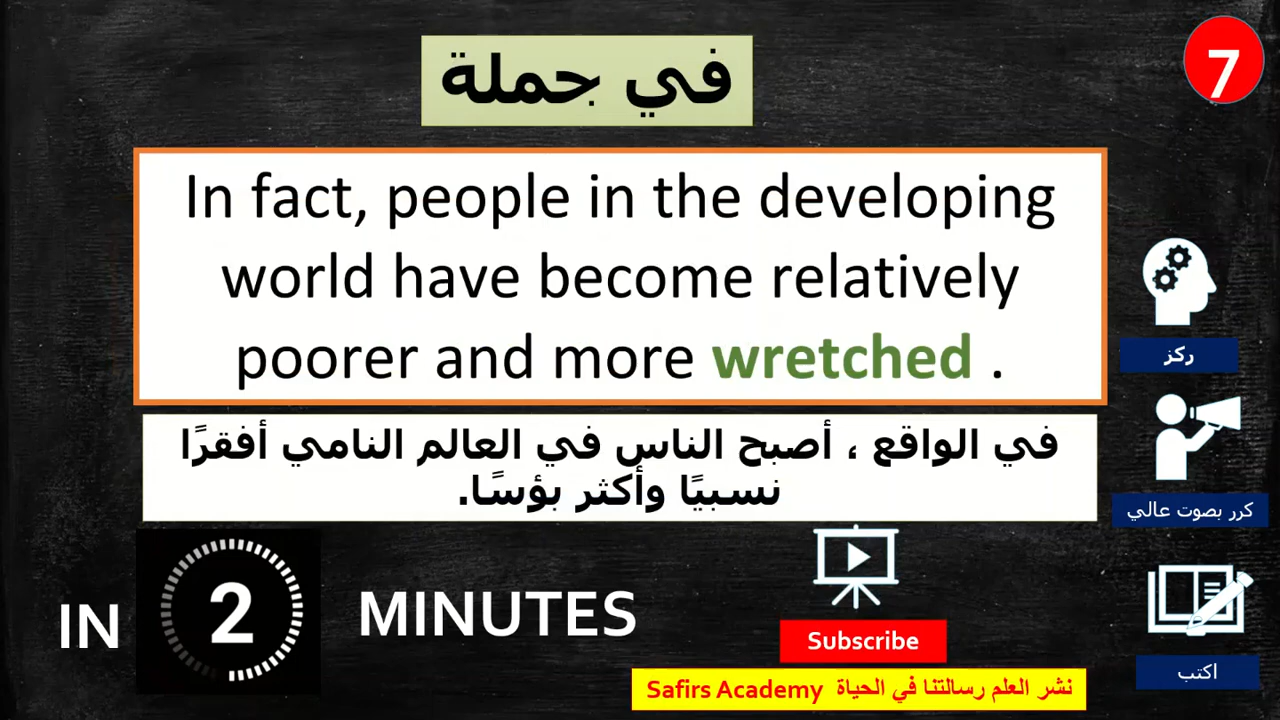 في جملة
7
In fact, people in the developing
world have become relatively
poorer and more wretched .
في الواقع ، أصبح الناس في العالم النامي أفقرًا
نسبيًا وأكثر بؤسًا.
ركز
كرر بصوت عالي
اكتب
IN 2 MINUTES
Subscribe
نشر العلم رسالتنا في الحياة Safirs Academy